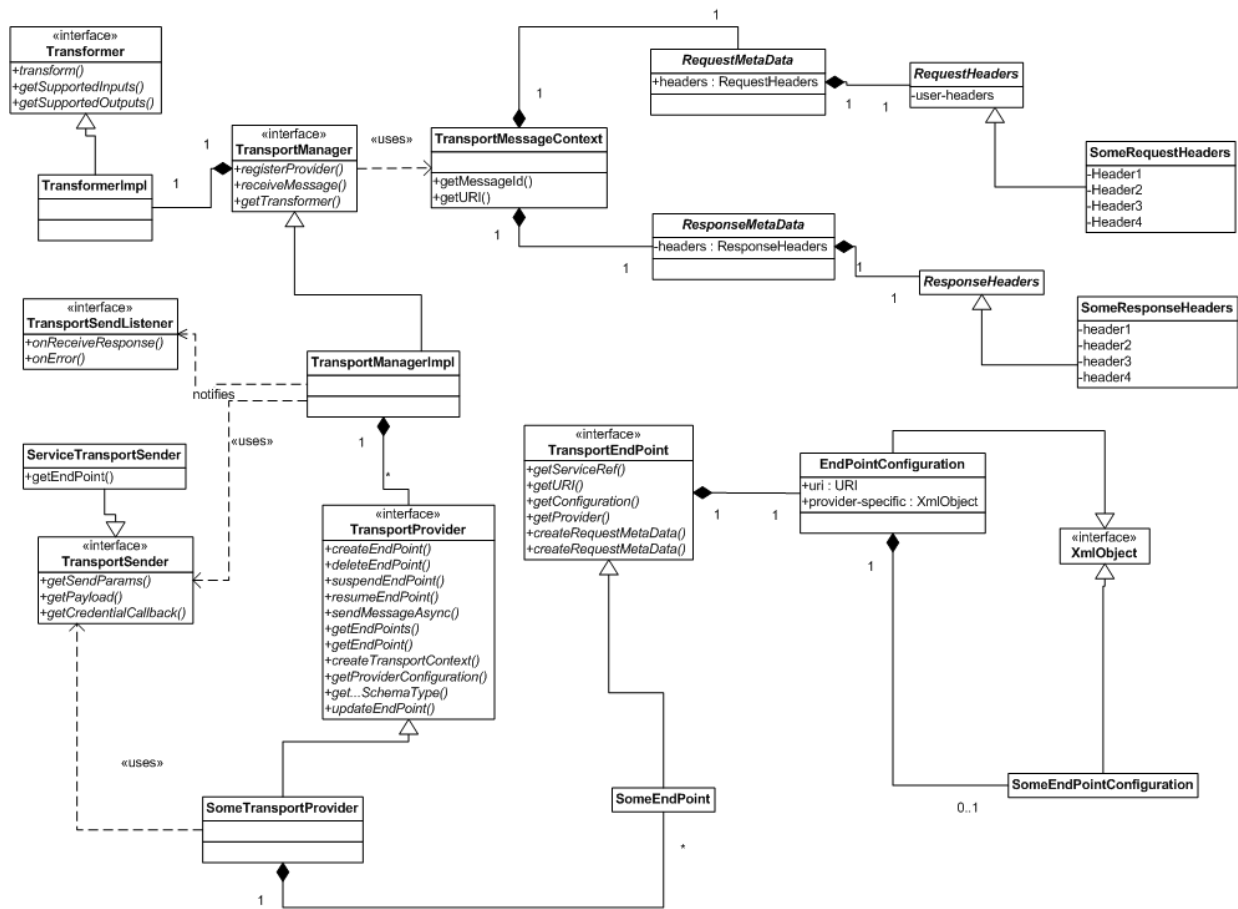 «interface»
Transformer
+transform()
+getSupportedInputs()
+getSupportedOutputs()
TransformerImpl
1
1
«interface»
TransportManager
+registerProvider()
+receiveMessage()
+getTransformer()
«uses»
TransportMessageContext
+getMessageId()
+getURI()
1
1
1
1
RequestMetaData
+headers : RequestHeaders
1
1
RequestHeaders
-user-headers
SomeRequestHeaders
-Header1
-Header2
-Header3
-Header4
ResponseMetaData
-headers : ResponseHeaders
1
1
ResponseHeaders
SomeResponseHeaders
-header1
-header2
-header3
-header4
«interface»
TransportSendListener
+onReceiveResponse()
+onError()
notifies
TransportManagerImpl
1
*
«uses»
ServiceTransportSender
+getEndPoint()
«interface»
TransportSender
+getSendParams()
+getPayload()
+getCredentialCallback()
«interface»
TransportProvider
+createEndPoint()
+deleteEndPoint()
+suspendEndPoint()
+resumeEndPoint()
+sendMessageAsync()
+getEndPoints()
+getEndPoint()
+createTransportContext()
+getProviderConfiguration()
+get...SchemaType()
+updateEndPoint()
«interface»
TransportEndPoint
+getServiceRef()
+getURI()
+getConfiguration()
+getProvider()
+createRequestMetaData()
+createRequestMetaData()
1
1
EndPointConfiguration
+uri : URI
+provider-specific : XmlObject
1
«interface»
XmlObject
«uses»
SomeTransportProvider
1
SomeEndPoint
*
SomeEndPointConfiguration
0..1